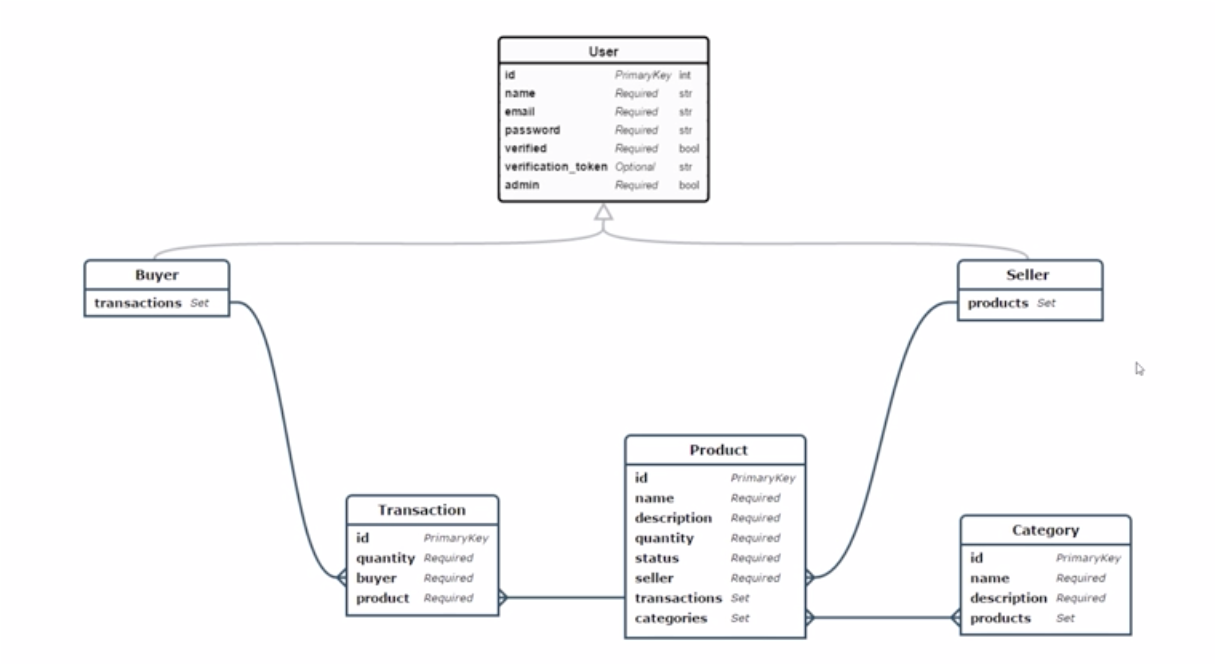 User
id PrimaryKey int
name Required str
email Required str
password Required str
verified Required bool
verification_token Optional str
admin Required bool
Buyer
transactions Set
Seller
products Set
Transaction
id PrimaryKey
quantity Required
buyer Required
product Required
Product
id PrimaryKey
name Required
description Required
quantity Required
status Required
seller Required
transactions Set
categories Set
Category
id PrimaryKey
name Required
description Required
products Set